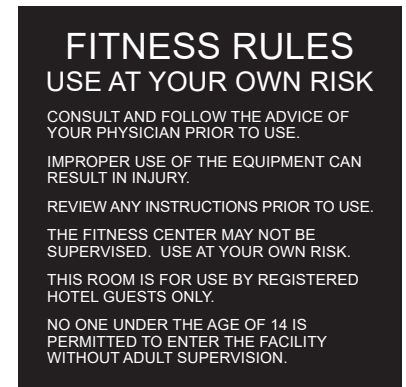 FITNESS RULES
USE AT YOUR OWN RISK
CONSULT AND FOLLOW THE ADVICE OF
YOUR PHYSICIAN PRIOR TO USE.
IMPROPER USE OF THE EQUIPMENT CAN
RESULT IN INJURY.
REVIEW ANY INSTRUCTIONS PRIOR TO USE.
THE FITNESS CENTER MAY NOT BE
SUPERVISED.  USE AT YOUR OWN RISK.
THIS ROOM IS FOR USE BY REGISTERED
HOTEL GUESTS ONLY.
NO ONE UNDER THE AGE OF 14 IS
PERMITTED TO ENTER THE FACILITY
WITHOUT ADULT SUPERVISION.